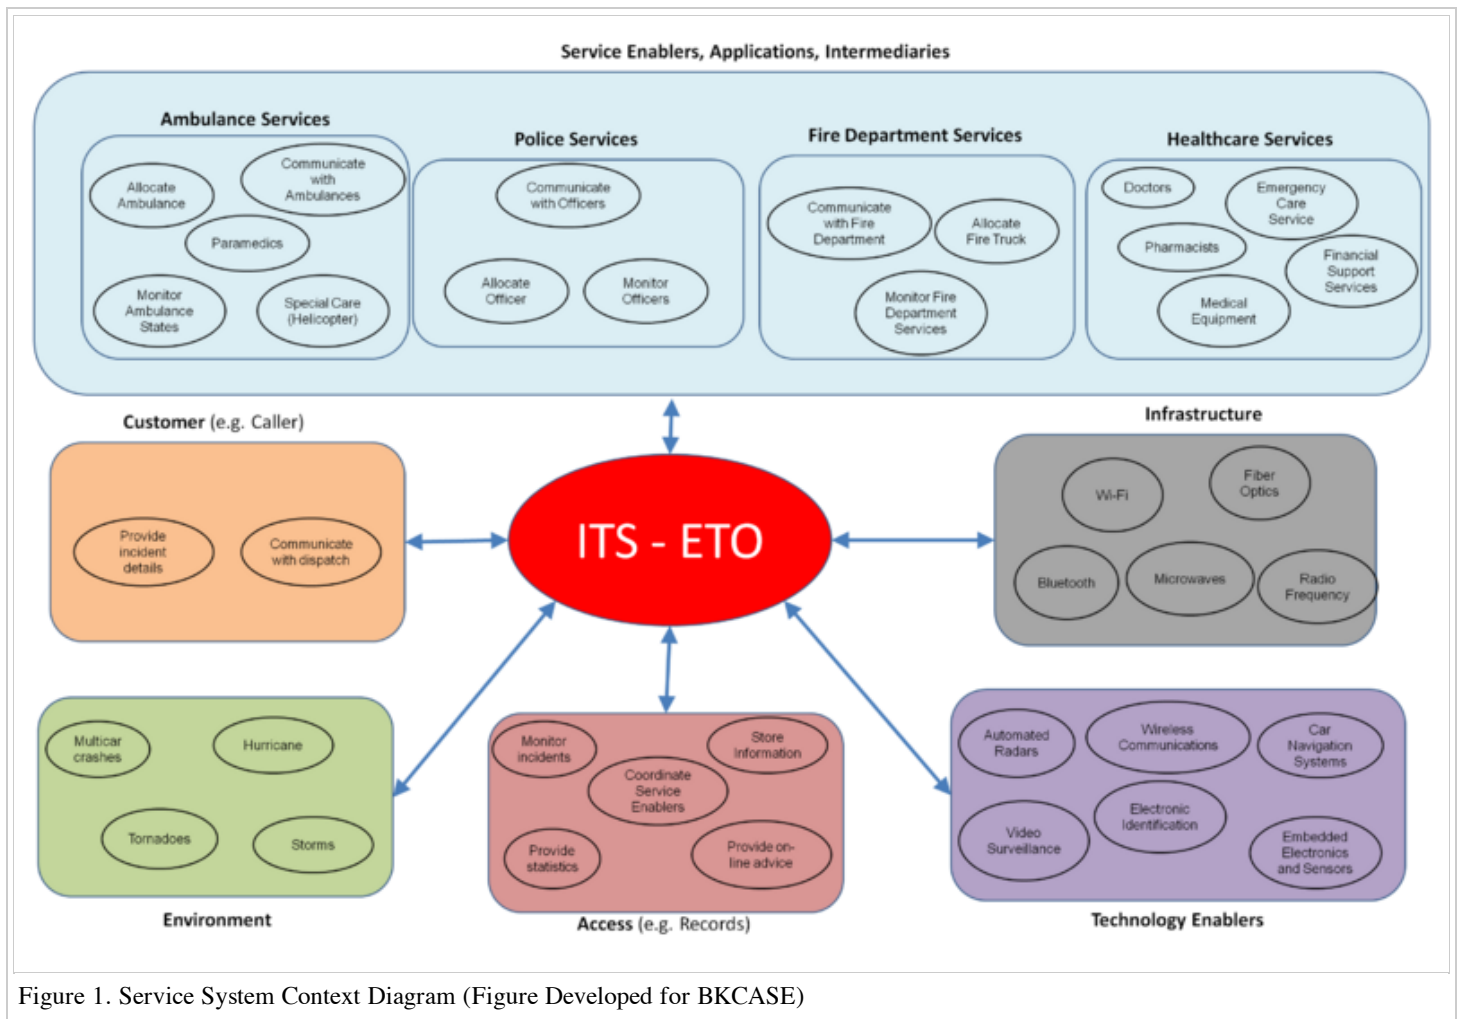 Service Enablers, Applications, Intermediaries
Ambulance Services
Allocate
Ambulance
Communicate
with
Ambulances
Paramedics
Monitor
Ambulance
States
Special Care
(Helicopter)
Police Services
Communicate
with Officers
Allocate
Officer
Monitor
Officers
Fire Department Services
Communicate
with Fire
Department
Allocate
Fire Truck
Monitor Fire
Department
Services
Healthcare Services
Doctors
Emergency
Care
Service
Pharmacists
Financial
Support
Services
Medical
Equipment
Customer (e.g. Caller)
Provide
incident
details
Communicate
with dispatch
ITS - ETO
Infrastructure
Wi-Fi
Fiber
Optics
Bluetooth
Microwaves
Radio
Frequency
Multicar
crashes
Hurricane
Tornadoes
Storms
Environment
Monitor
incidents
Store
Information
Coordinate
Service
Enablers
Provide
statistics
Provide on-
line advice
Access (e.g. Records)
Automated
Radars
Wireless
Communications
Car
Navigation
Systems
Video
Surveillance
Electronic
Identification
Embedded
Electronics
and Sensors
Technology Enablers
Figure 1. Service System Context Diagram (Figure Developed for BKCASE)